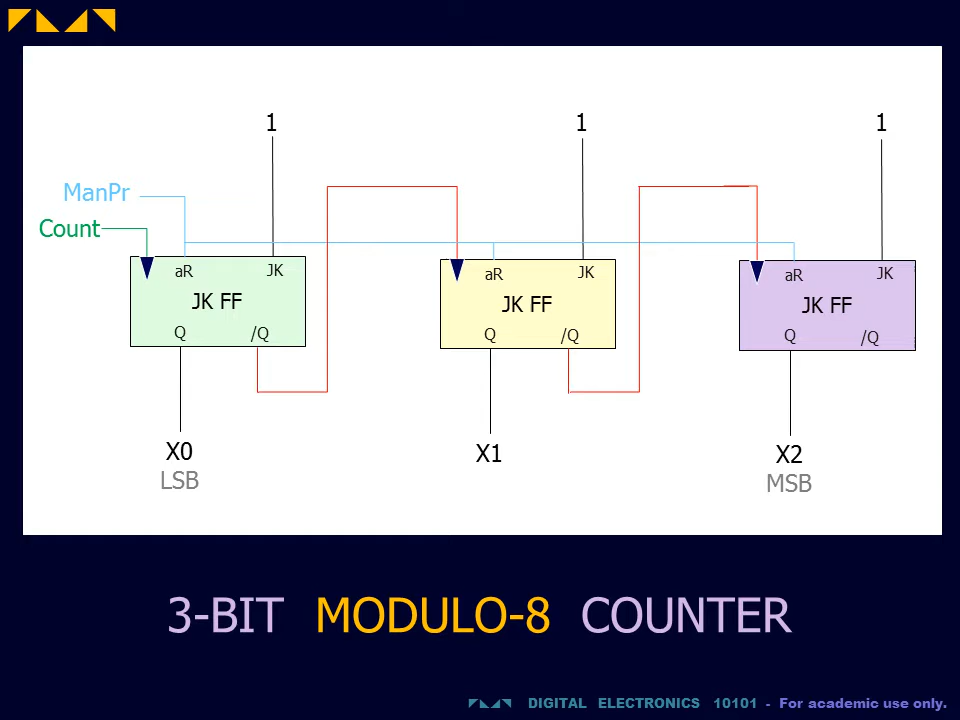 1 1 1
ManPr
Count
aR JK aR JK aR JK
JK FF JK FF JK FF
Q /Q Q /Q Q /Q
X0 X1 X2
LSB MSB
3-BIT MODULO-8 COUNTER
DIGITAL ELECTRONICS 10101 - For academic use only.